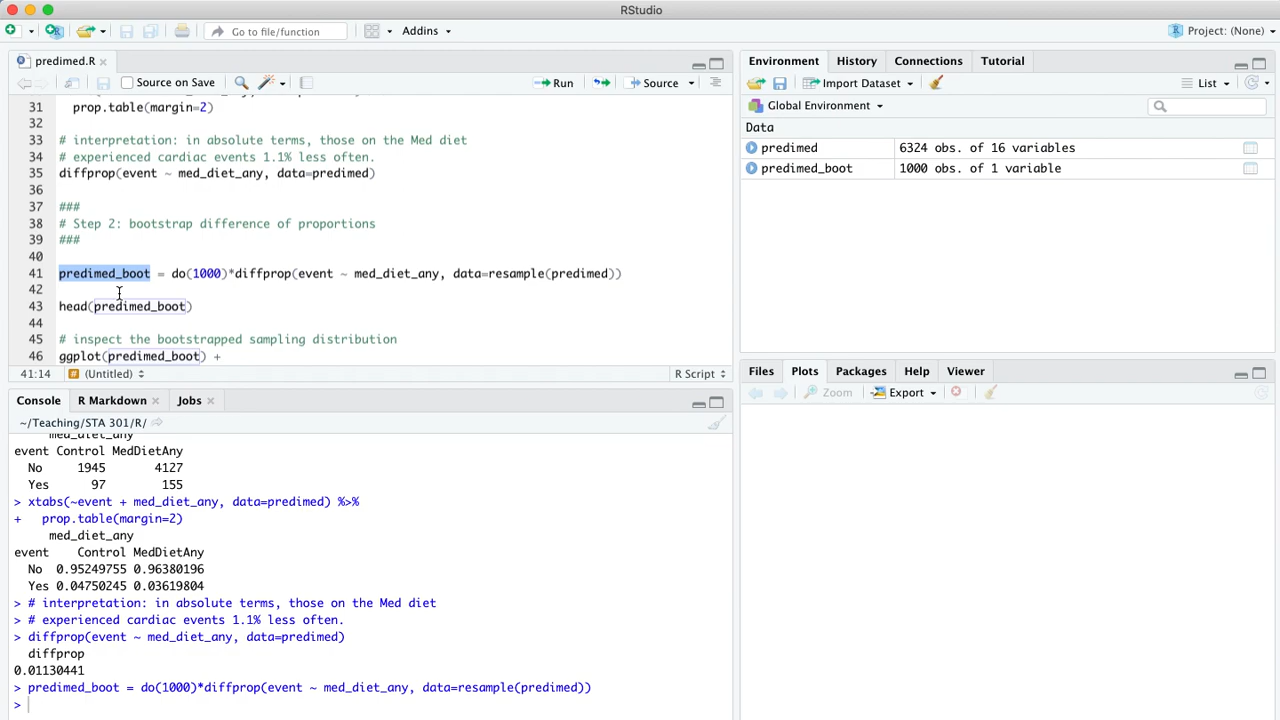 RStudio
Go to file/function
Addins
Project: (None)
predimed.R
Source on Save
Run
Source
31 prop.table(margin=2)
32
33 # interpretation: in absolute terms, those on the Med diet
34 # experienced cardiac events 1.1% less often.
35 diffprop(event ~ med_diet_any, data=predimed)
36
37 ###
38 # Step 2: bootstrap difference of proportions
39 ###
40
41 predimed_boot = do(1000)*diffprop(event ~ med_diet_any, data=resample(predimed))
42
43 head(predimed_boot)
44
45 # inspect the bootstrapped sampling distribution
46 ggplot(predimed_boot) +
41:14 # (Untitled) R Script
Console R Markdown Jobs
~/Teaching/STA 301/R/
med_diet_any
event Control MedDietAny
No 1945 4127
Yes 97 155
> xtabs(~event + med_diet_any, data=predimed) %>%
+ prop.table(margin=2)
med_diet_any
event Control MedDietAny
No 0.95249755 0.96380196
Yes 0.04750245 0.03619804
> # interpretation: in absolute terms, those on the Med diet
> # experienced cardiac events 1.1% less often.
> diffprop(event ~ med_diet_any, data=predimed)
diffprop
0.01130441
> predimed_boot = do(1000)*diffprop(event ~ med_diet_any, data=resample(predimed))
>
Environment History Connections Tutorial
Import Dataset List
Global Environment
Data
predimed 6324 obs. of 16 variables
predimed_boot 1000 obs. of 1 variable
Files Plots Packages Help Viewer
Zoom Export